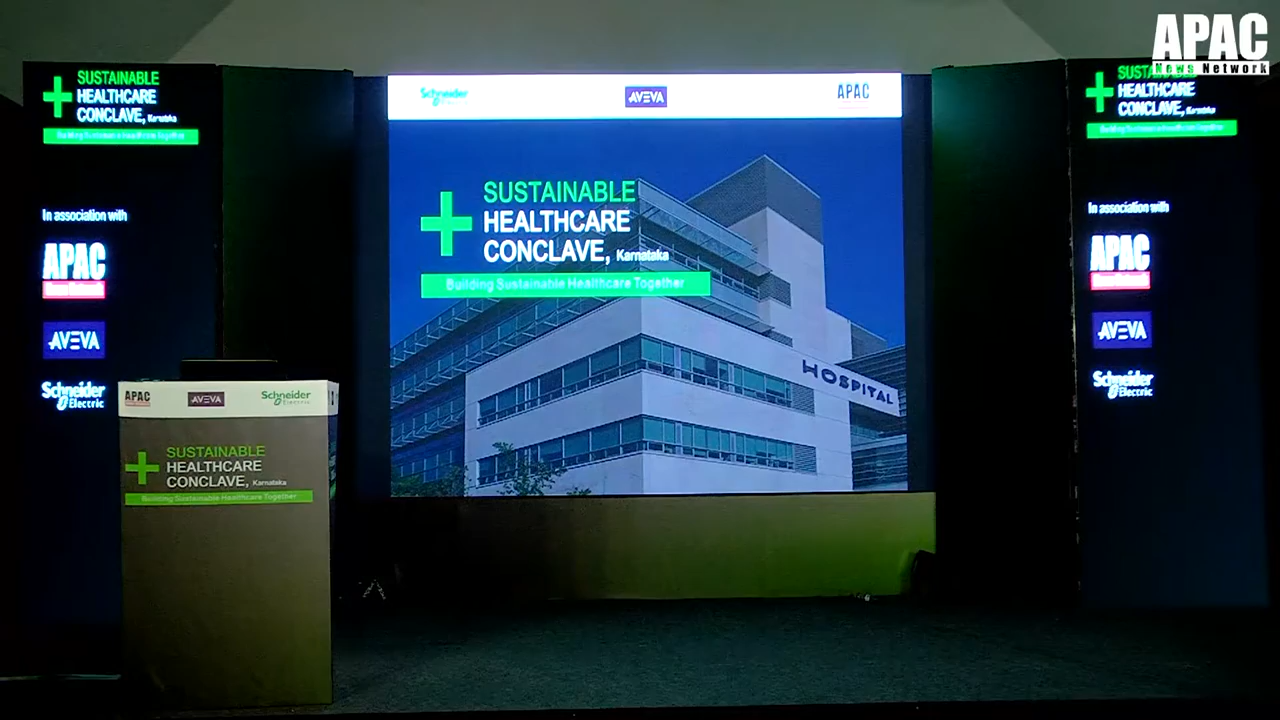 APAC
News Network
SUSTAINABLE
HEALTHCARE
CONCLAVE, Karnataka
Building Sustainable Healthcare Together
In association with
APAC
News Network
AVEVA
Schneider
Electric
Schneider
Electric
AVEVA
APAC
SUSTAINABLE
HEALTHCARE
CONCLAVE, Karnataka
Building Sustainable Healthcare Together
HOSPITAL
SUSTAINABLE
HEALTHCARE
CONCLAVE, Karnataka
Building Sustainable Healthcare Together
In association with
APAC
News Network
AVEVA
Schneider
Electric
APAC
AVEVA
Schneider
Electric
SUSTAINABLE
HEALTHCARE
CONCLAVE, Karnataka
Building Sustainable Healthcare Together